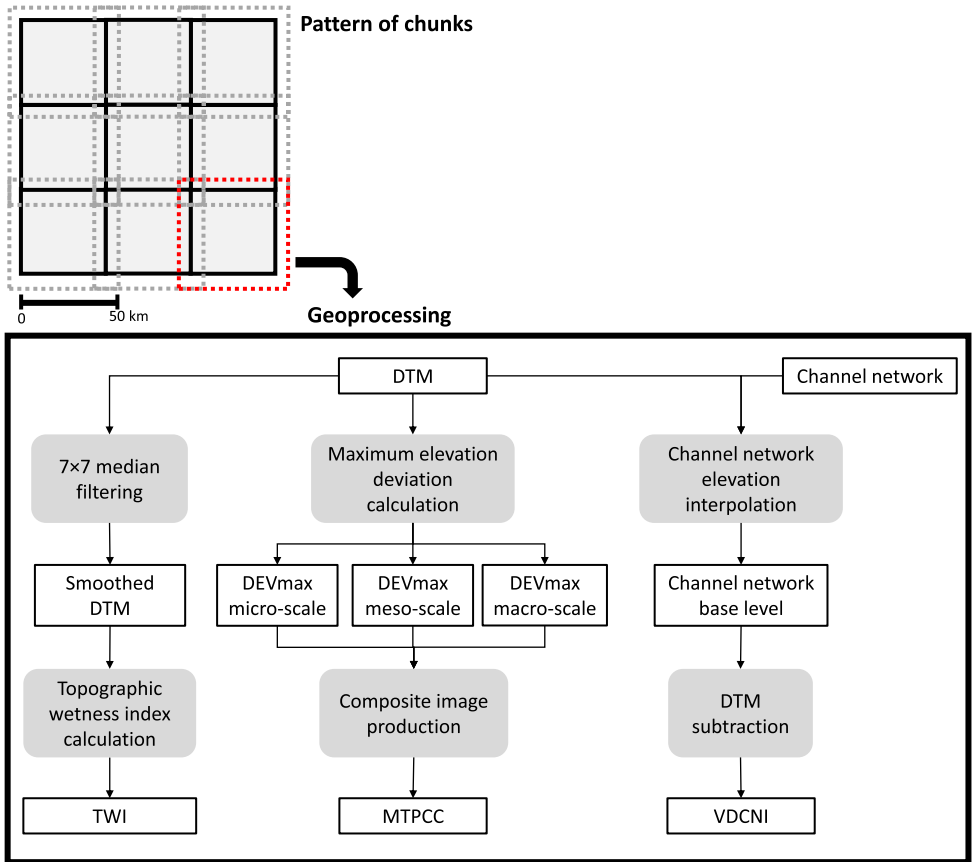 Pattern of chunks
0
50 km
Geoprocessing
DTM
Channel network
7×7 median
filtering
Maximum elevation
deviation
calculation
Channel network
elevation
interpolation
Smoothed
DTM
DEVmax
micro-scale
DEVmax
meso-scale
DEVmax
macro-scale
Channel network
base level
Topographic
wetness index
calculation
Composite image
production
DTM
subtraction
TWI
MTPCC
VDCNI